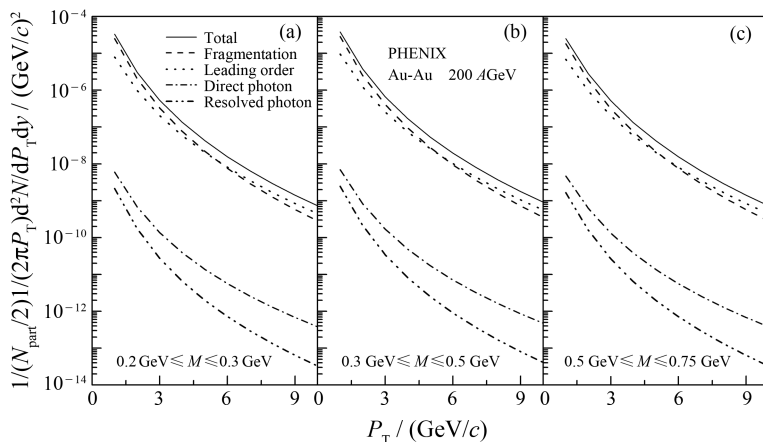 (a)
(b)
(c)
Total
Fragmentation
Leading order
Direct photon
Resolved photon
PHENIX
Au-Au 200 AGeV
10⁻⁴
10⁻⁶
10⁻⁸
10⁻¹⁰
10⁻¹²
10⁻¹⁴
1/(N_part/2)1/(2πP_T)d²N/dP_Tdy / (GeV/c)²
0.2 GeV≤ M ≤0.3 GeV
0.3 GeV≤ M ≤0.5 GeV
0.5 GeV≤ M ≤0.75 GeV
0 3 6 9 0 3 6 9 0 3 6 9
P_T / (GeV/c)